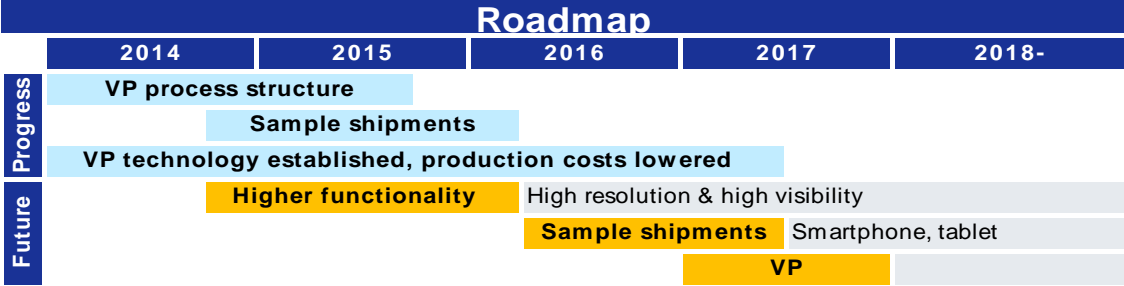 Roadmap
2014 2015 2016 2017 2018-
Progress
VP process structure
Sample shipments
VP technology established, production costs lowered
Future
Higher functionality High resolution & high visibility
Sample shipments Smartphone, tablet
VP